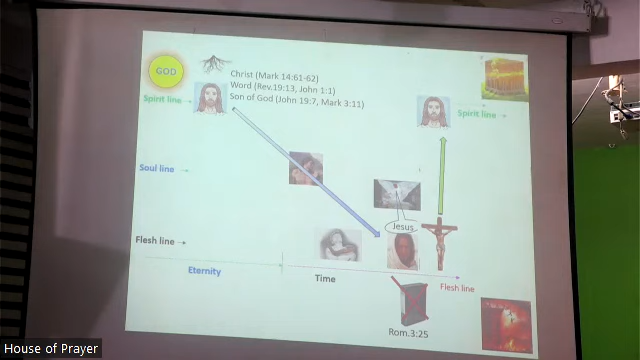 GOD
Christ (Mark 14:61-62)
Word (Rev.19:13, John 1:1)
Son of God (John 19:7, Mark 3:11)
Spirit line
Spirit line
Soul line
Jesus
Flesh line
Eternity
Time
Flesh line
Rom.3:25
House of Prayer